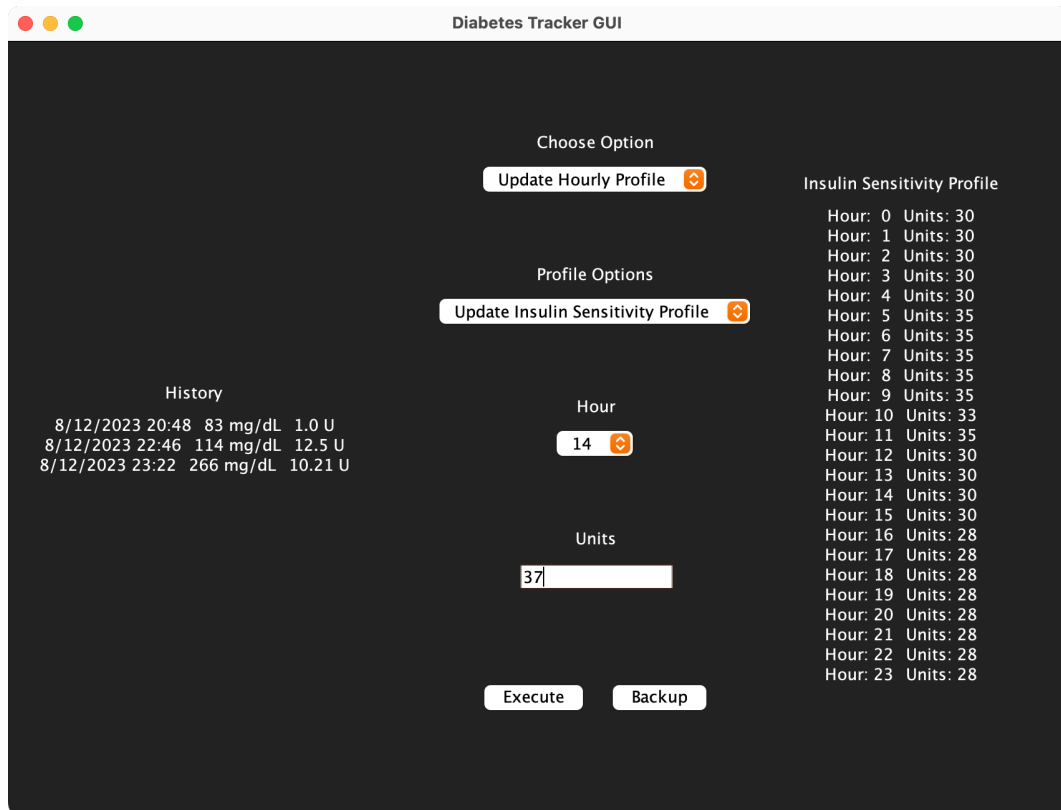 Diabetes Tracker GUI
History
8/12/2023 20:48 83 mg/dL 1.0 U
8/12/2023 22:46 114 mg/dL 12.5 U
8/12/2023 23:22 266 mg/dL 10.21 U
Choose Option
Update Hourly Profile
Profile Options
Update Insulin Sensitivity Profile
Hour
14
Units
37
Execute
Backup
Insulin Sensitivity Profile
Hour: 0 Units: 30
Hour: 1 Units: 30
Hour: 2 Units: 30
Hour: 3 Units: 30
Hour: 4 Units: 30
Hour: 5 Units: 35
Hour: 6 Units: 35
Hour: 7 Units: 35
Hour: 8 Units: 35
Hour: 9 Units: 35
Hour: 10 Units: 33
Hour: 11 Units: 35
Hour: 12 Units: 30
Hour: 13 Units: 30
Hour: 14 Units: 30
Hour: 15 Units: 30
Hour: 16 Units: 28
Hour: 17 Units: 28
Hour: 18 Units: 28
Hour: 19 Units: 28
Hour: 20 Units: 28
Hour: 21 Units: 28
Hour: 22 Units: 28
Hour: 23 Units: 28